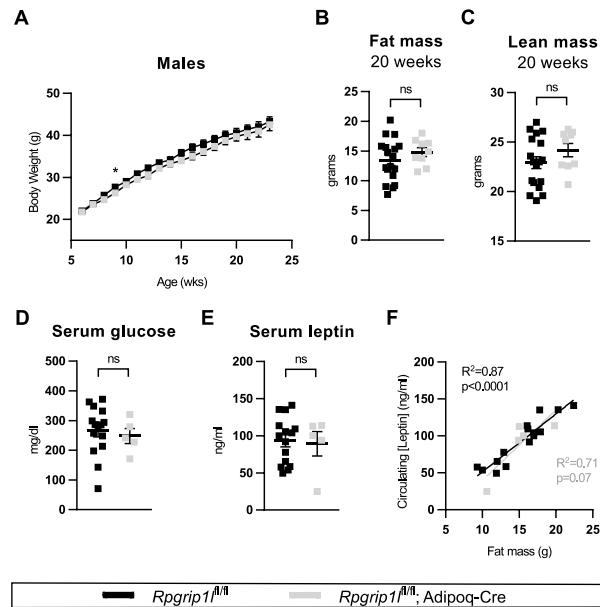 A
Males
Body Weight (g)
50
40
30
20
5
10
15
20
25
Age (wks)
*
B
Fat mass
20 weeks
ns
grams
25
20
15
10
5
0
C
Lean mass
20 weeks
ns
grams
30
25
20
15
D
Serum glucose
ns
mg/dl
500
400
300
200
100
0
E
Serum leptin
ns
ng/ml
200
150
100
50
0
F
R²=0.87
p<0.0001
Circulating [Leptin] (ng/ml)
200
150
100
50
0
5
10
15
20
25
Fat mass (g)
R²=0.71
p=0.07
Rpgrip1l fl/fl
Rpgrip1l fl/fl; Adipoq-Cre